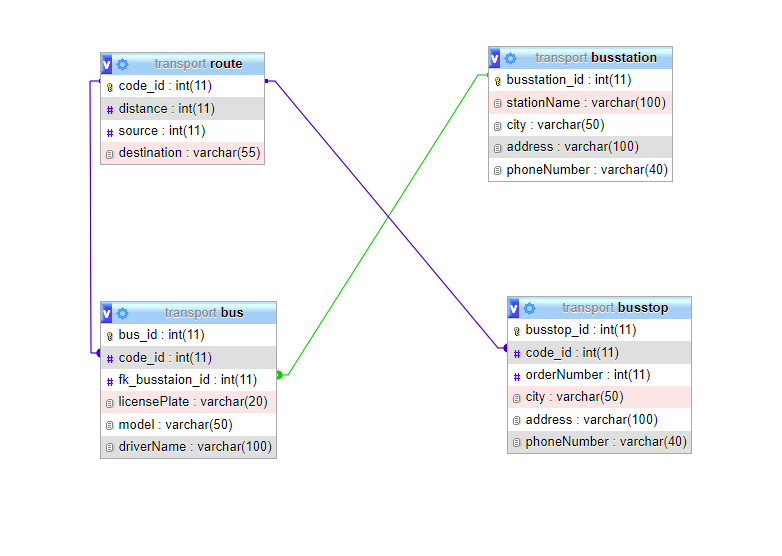 transport route
code_id : int(11)
# distance : int(11)
# source : int(11)
destination : varchar(55)
transport busstation
busstation_id : int(11)
stationName : varchar(100)
city : varchar(50)
address : varchar(100)
phoneNumber : varchar(40)
transport bus
bus_id : int(11)
# code_id : int(11)
# fk_busstaion_id : int(11)
licensePlate : varchar(20)
model : varchar(50)
driverName : varchar(100)
transport busstop
busstop_id : int(11)
# code_id : int(11)
# orderNumber : int(11)
city : varchar(50)
address : varchar(100)
phoneNumber : varchar(40)